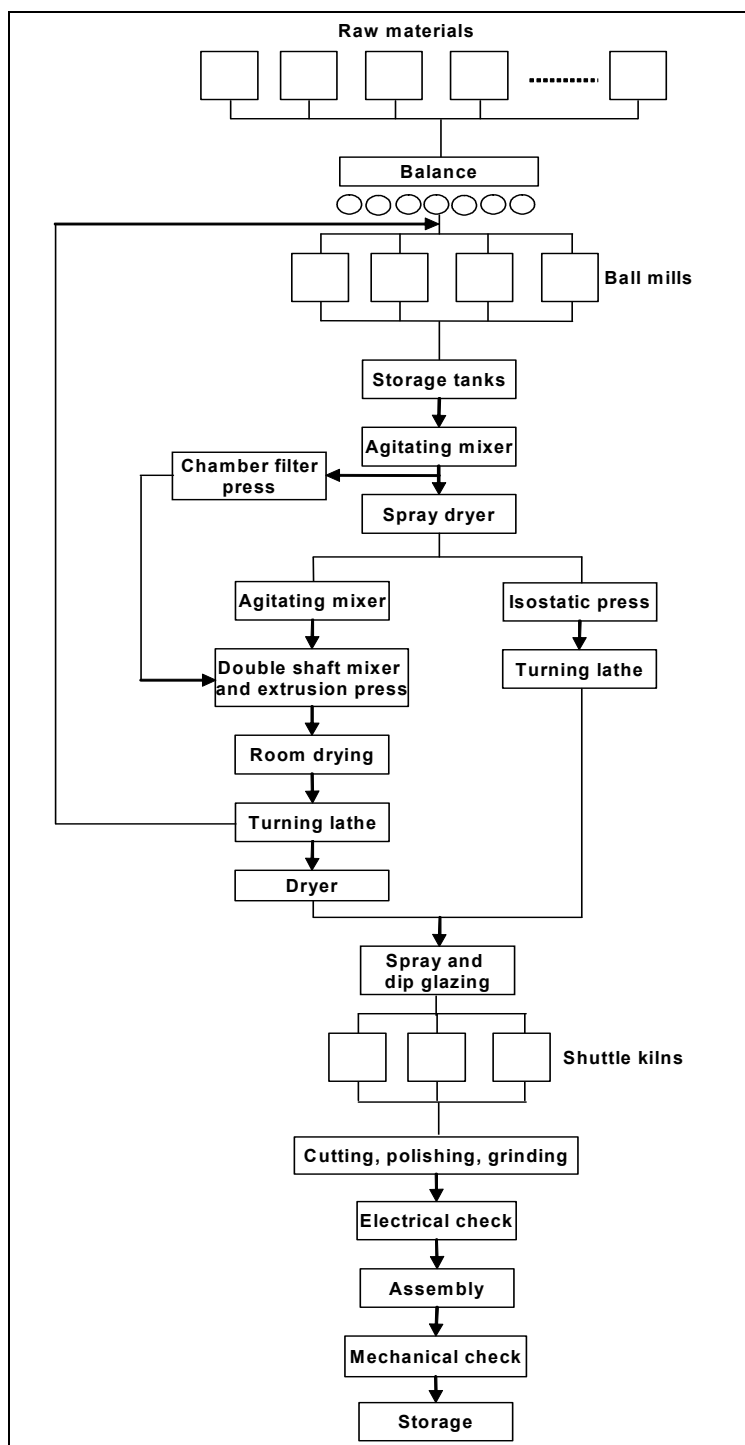 Raw materials
Balance
Ball mills
Storage tanks
Agitating mixer
Chamber filter
press
Spray dryer
Agitating mixer
Isostatic press
Double shaft mixer
and extrusion press
Turning lathe
Room drying
Turning lathe
Dryer
Spray and
dip glazing
Shuttle kilns
Cutting, polishing, grinding
Electrical check
Assembly
Mechanical check
Storage